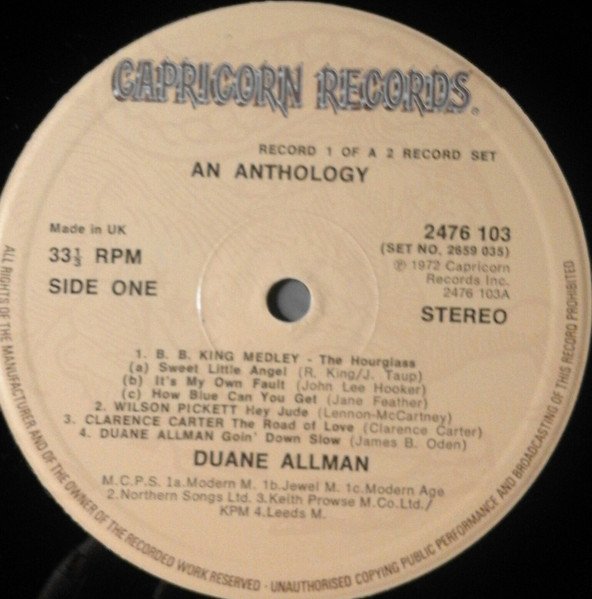 CAPRICORN RECORDS.
RECORD 1 OF A 2 RECORD SET
AN ANTHOLOGY
Made in UK
33⅓ RPM
SIDE ONE
2476 103
(SET NO. 2659 035)
℗ 1972 Capricorn
Records Inc.
2476 103A
STEREO
1. B. B. KING MEDLEY - The Hourglass
(a) Sweet Little Angel (R. King/J. Taup)
(b) It's My Own Fault (John Lee Hooker)
(c) How Blue Can You Get (Jane Feather)
2. WILSON PICKETT Hey Jude (Lennon-McCartney)
3. CLARENCE CARTER The Road of Love (Clarence Carter)
4. DUANE ALLMAN Goin' Down Slow (James B. Oden)
DUANE ALLMAN
M.C.P.S. 1a.Modern M. 1b.Jewel M. 1c.Modern Age
2.Northern Songs Ltd. 3.Keith Prowse M.Co.Ltd./
KPM 4.Leeds M.
ALL RIGHTS OF THE MANUFACTURER AND OF THE OWNER OF THE RECORDED WORK RESERVED - UNAUTHORISED COPYING PUBLIC PERFORMANCE AND BROADCASTING OF THIS RECORD PROHIBITED